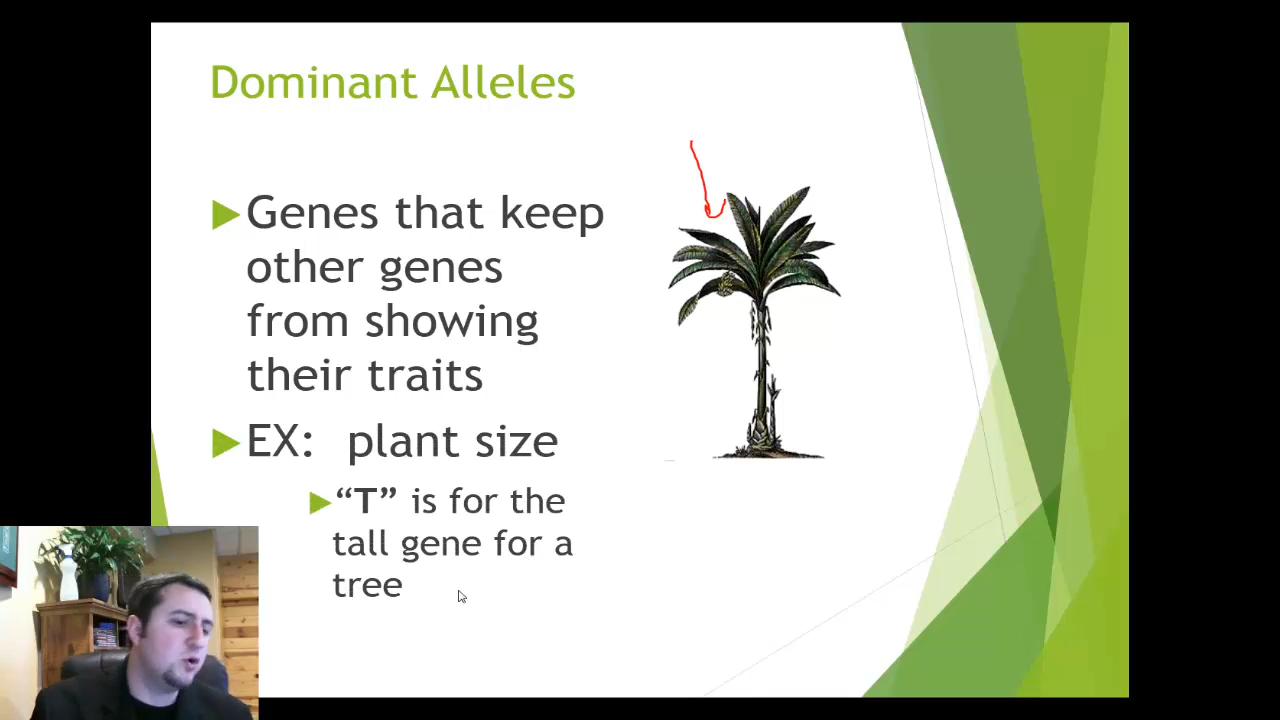 Dominant Alleles
Genes that keep
other genes
from showing
their traits
EX: plant size
“T” is for the
tall gene for a
tree